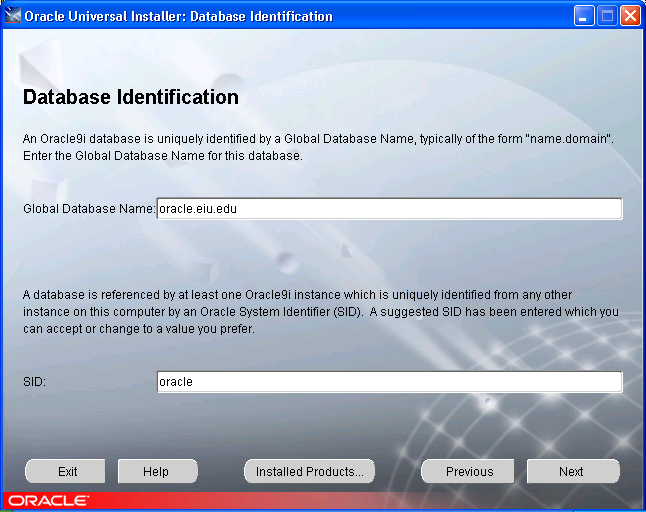 Oracle Universal Installer: Database Identification
Database Identification
An Oracle9i database is uniquely identified by a Global Database Name, typically of the form "name.domain".
Enter the Global Database Name for this database.
Global Database Name: oracle.eiu.edu
A database is referenced by at least one Oracle9i instance which is uniquely identified from any other
instance on this computer by an Oracle System Identifier (SID).  A suggested SID has been entered which you
can accept or change to a value you prefer.
SID: oracle
Exit Help Installed Products... Previous Next
ORACLE